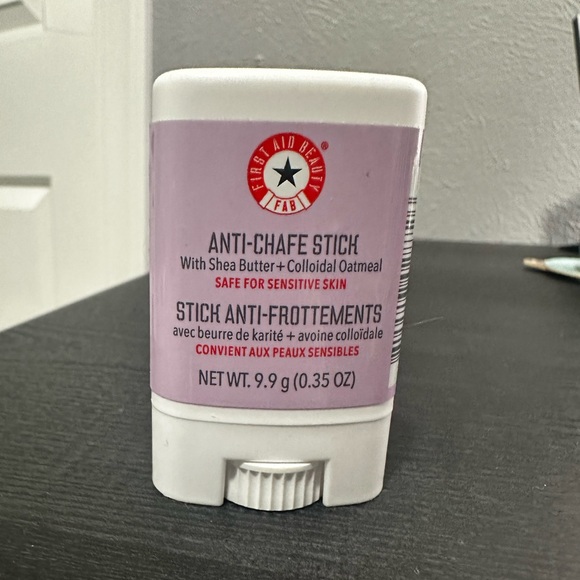 FIRST AID BEAUTY
®
FAB
ANTI-CHAFE STICK
With Shea Butter + Colloidal Oatmeal
SAFE FOR SENSITIVE SKIN
STICK ANTI-FROTTEMENTS
avec beurre de karité + avoine colloïdale
CONVIENT AUX PEAUX SENSIBLES
NET WT. 9.9 g (0.35 OZ)